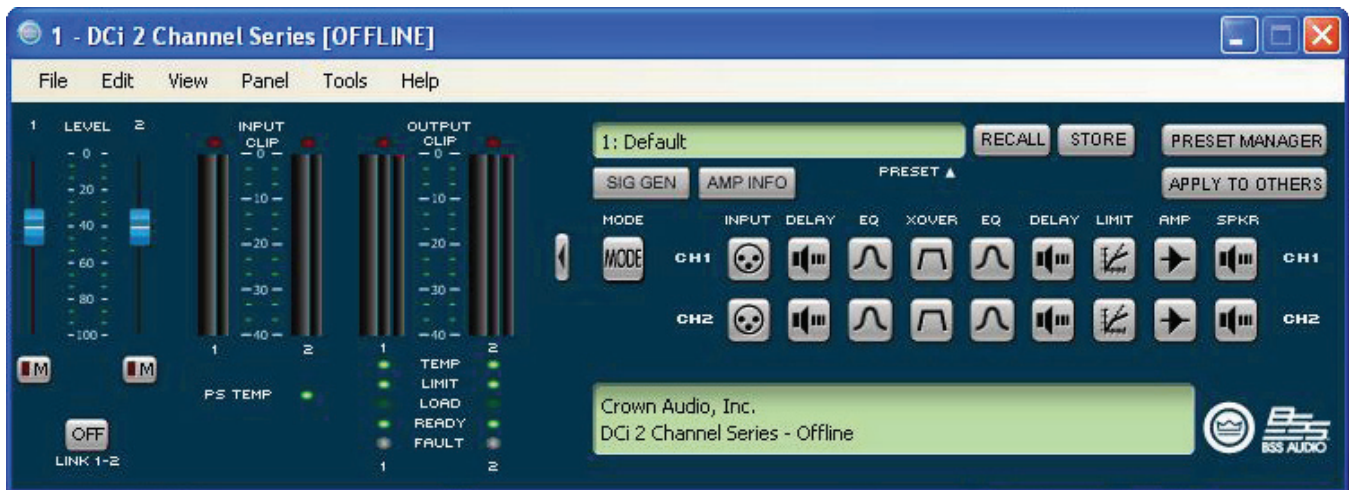 1 - DCi 2 Channel Series [OFFLINE]
File Edit View Panel Tools Help
1 LEVEL 2
- 0 -
- 20 -
- 40 -
- 60 -
- 80 -
-100 -
M M
OFF
LINK 1-2
INPUT
CLIP
- 0 -
-10-
-20-
-30-
-40-
1 2
PS TEMP
OUTPUT
CLIP
- 0 -
-10-
-20-
-30-
-40-
1 2
TEMP
LIMIT
LOAD
READY
FAULT
1 2
1: Default
RECALL STORE PRESET MANAGER
PRESET ▲
SIG GEN AMP INFO APPLY TO OTHERS
MODE INPUT DELAY EQ XOVER EQ DELAY LIMIT AMP SPKR
MODE CH1 CH1
CH2 CH2
Crown Audio, Inc.
DCi 2 Channel Series - Offline
BSS
BSS AUDIO